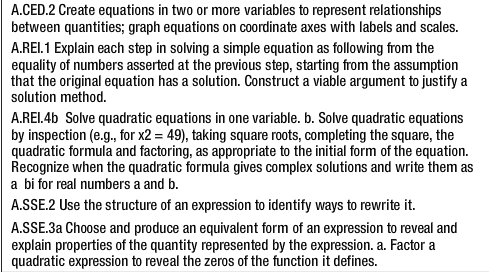 A.CED.2 Create equations in two or more variables to represent relationships
between quantities; graph equations on coordinate axes with labels and scales.
A.REI.1 Explain each step in solving a simple equation as following from the
equality of numbers asserted at the previous step, starting from the assumption
that the original equation has a solution. Construct a viable argument to justify a
solution method.
A.REI.4b  Solve quadratic equations in one variable. b. Solve quadratic equations
by inspection (e.g., for x2 = 49), taking square roots, completing the square, the
quadratic formula and factoring, as appropriate to the initial form of the equation.
Recognize when the quadratic formula gives complex solutions and write them as
a  bi for real numbers a and b.
A.SSE.2 Use the structure of an expression to identify ways to rewrite it.
A.SSE.3a Choose and produce an equivalent form of an expression to reveal and
explain properties of the quantity represented by the expression. a. Factor a
quadratic expression to reveal the zeros of the function it defines.